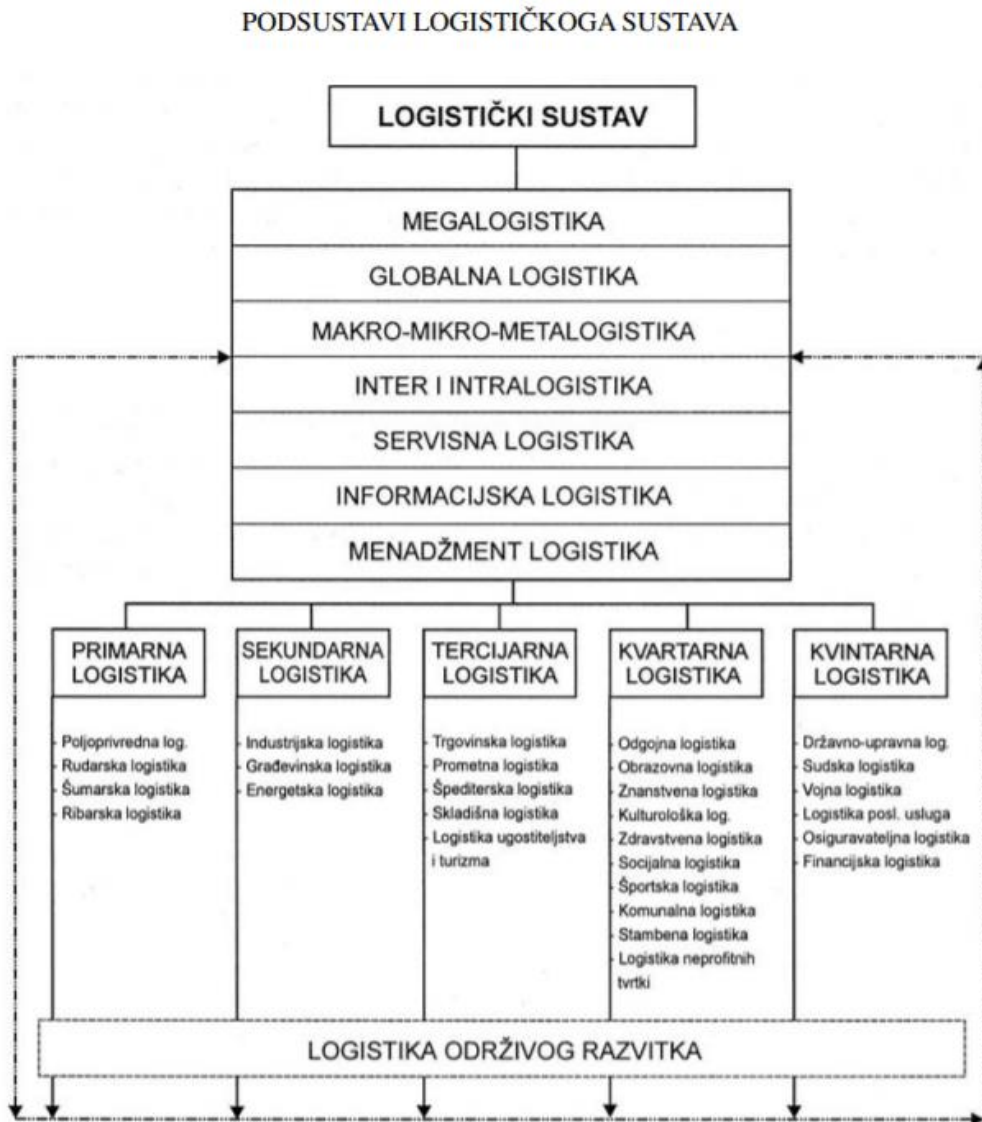 PODSUSTAVI LOGISTIČKOGA SUSTAVA
LOGISTIČKI SUSTAV
MEGALOGISTIKA
GLOBALNA LOGISTIKA
MAKRO-MIKRO-METALOGISTIKA
INTER I INTRALOGISTIKA
SERVISNA LOGISTIKA
INFORMACIJSKA LOGISTIKA
MENADŽMENT LOGISTIKA
PRIMARNA
LOGISTIKA
- Poljoprivredna log.
- Rudarska logistika
- Šumarska logistika
- Ribarska logistika
SEKUNDARNA
LOGISTIKA
- Industrijska logistika
- Građevinska logistika
- Energetska logistika
TERCIJARNA
LOGISTIKA
- Trgovinska logistika
- Prometna logistika
- Špediterska logistika
- Skladišna logistika
- Logistika ugostiteljstva
i turizma
KVARTARNA
LOGISTIKA
- Odgojna logistika
- Obrazovna logistika
- Znanstvena logistika
- Kulturološka log.
- Zdravstvena logistika
- Socijalna logistika
- Športska logistika
- Komunalna logistika
- Stambena logistika
- Logistika neprofitnih
tvrtki
KVINTARNA
LOGISTIKA
- Državno-upravna log.
- Sudska logistika
- Vojna logistika
- Logistika posl. usluga
- Osiguravateljna logistika
- Financijska logistika
LOGISTIKA ODRŽIVOG RAZVITKA